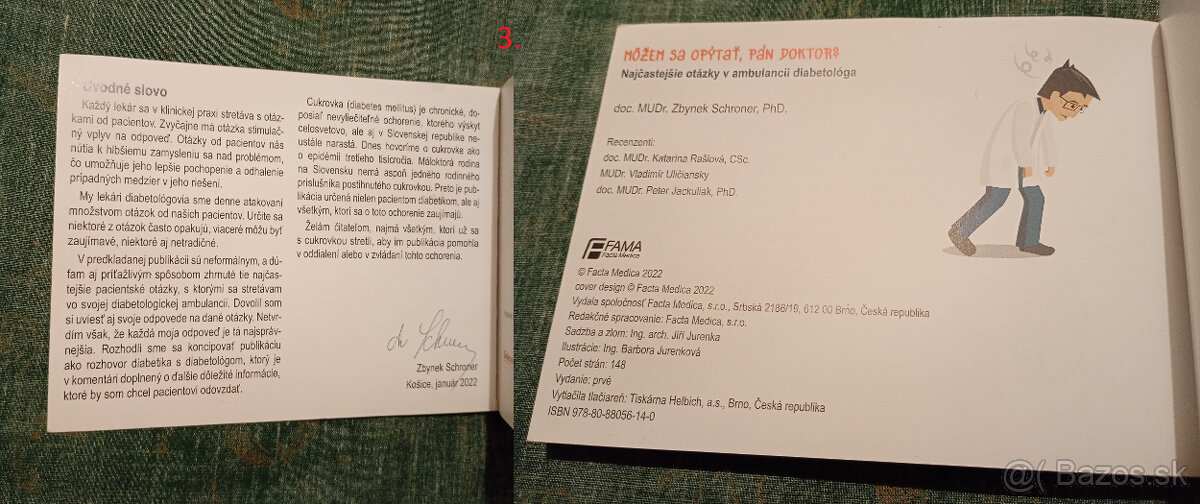 Úvodné slovo
Každý lekár sa v klinickej praxi stretáva s otáz-
kami od pacientov. Zvyčajne má otázka stimulač-
ný vplyv na odpoveď. Otázky od pacientov nás
nútia k hlbšiemu zamysleniu sa nad problémom,
čo umožňuje jeho lepšie pochopenie a odhalenie
prípadných medzier v jeho riešení.
My lekári diabetológovia sme denne atakovaní
množstvom otázok od našich pacientov. Určite sa
niektoré z otázok často opakujú, viaceré môžu byť
zaujímavé, niektoré aj netradičné.
V predkladanej publikácii sú neformálnym, a dú-
fam aj príťažlivým spôsobom zhrnuté tie najčas-
tejšie pacientské otázky, s ktorými sa stretávam
vo svojej diabetologickej ambulancii. Dovolil som
si uviesť aj svoje odpovede na dané otázky. Netvr-
dím však, že každá moja odpoveď je tá najspráv-
nejšia. Rozhodli sme sa koncipovať publikáciu
ako rozhovor diabetika s diabetológom, ktorý je
v komentári doplnený o ďalšie dôležité informácie,
ktoré by som chcel pacientovi odovzdať.
Cukrovka (diabetes mellitus) je chronické, do-
posiaľ nevyliečiteľné ochorenie, ktorého výskyt
celosvetovo, ale aj v Slovenskej republike ne-
ustále narastá. Dnes hovoríme o cukrovke ako
o epidémii tretieho tisícročia. Máloktorá rodina
na Slovensku nemá aspoň jedného rodinného
príslušníka postihnutého cukrovkou. Preto je pub-
likácia určená nielen pacientom diabetikom, ale aj
všetkým, ktorí sa o toto ochorenie zaujímajú.
Želám čitateľom, najmä všetkým, ktorí už sa
s cukrovkou stretli, aby im publikácia pomohla
v oddialení alebo v zvládaní tohto ochorenia.
Zbynek Schroner
Košice, január 2022
3.
MÔŽEM SA OPÝTAŤ, PÁN DOKTOR?
Najčastejšie otázky v ambulancii diabetológa
doc. MUDr. Zbynek Schroner, PhD.
Recenzenti:
doc. MUDr. Katarína Rašlová, CSc.
MUDr. Vladimír Uličiansky
doc. MUDr. Peter Jackuliak, PhD.
FAMA
Facta Medica
© Facta Medica 2022
cover design © Facta Medica 2022
Vydala spoločnosť Facta Medica, s.r.o., Srbská 2186/19, 612 00 Brno, Česká republika
Redakčné spracovanie: Facta Medica, s.r.o.
Sadzba a zlom: Ing. arch. Jiří Jurenka
Ilustrácie: Ing. Barbora Jurenková
Počet strán: 148
Vydanie: prvé
Vytlačila tlačiareň: Tiskárna Helbich, a.s., Brno, Česká republika
ISBN 978-80-88056-14-0
@( Bazos.sk